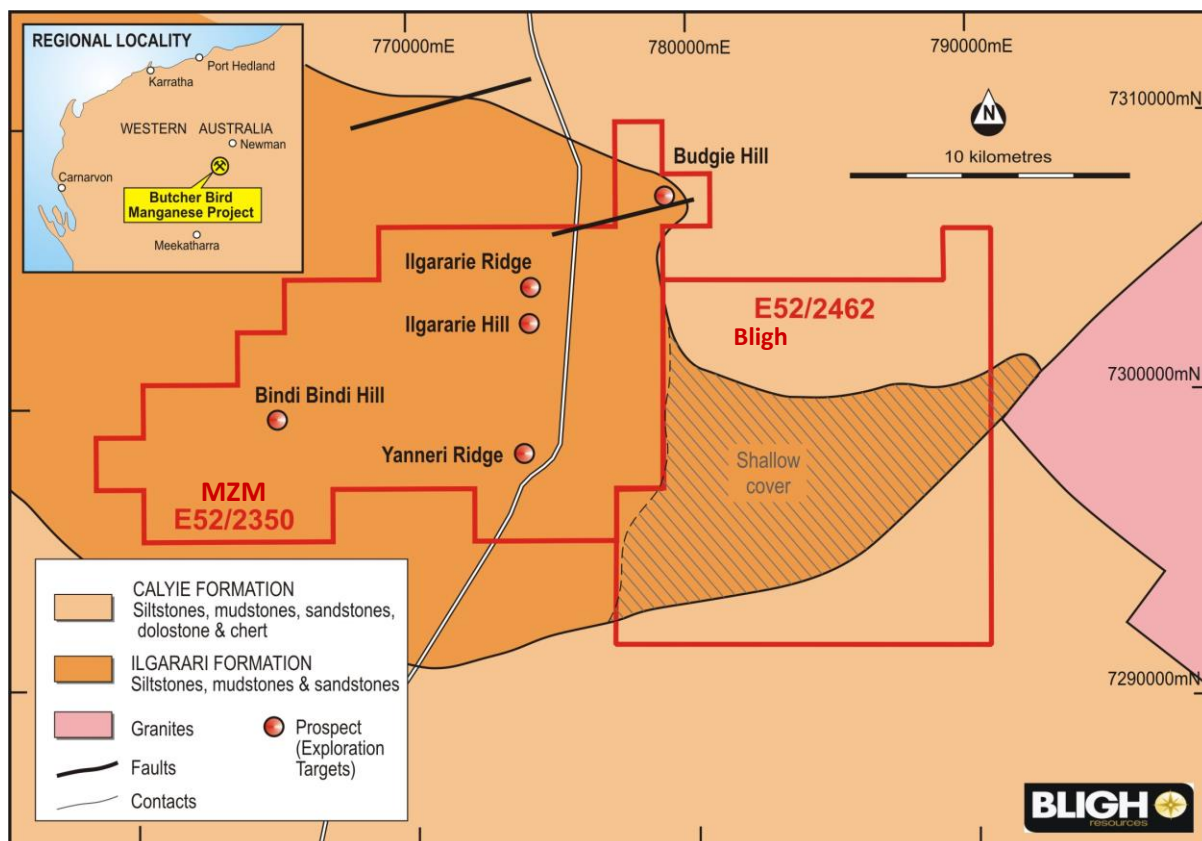 REGIONAL LOCALITY
Port Hedland
Karratha
WESTERN AUSTRALIA
Newman
Carnarvon
Butcher Bird
Manganese Project
Meekatharra
770000mE
780000mE
790000mE
7310000mN
N
10 kilometres
Budgie Hill
Ilgararie Ridge
Ilgararie Hill
E52/2462
Bligh
7300000mN
Bindi Bindi Hill
Yanneri Ridge
Shallow
cover
MZM
E52/2350
7290000mN
CALYIE FORMATION
Siltstones, mudstones, sandstones,
dolostone & chert
ILGARARI FORMATION
Siltstones, mudstones & sandstones
Granites
Prospect
(Exploration
Targets)
Faults
Contacts
BLIGH
resources